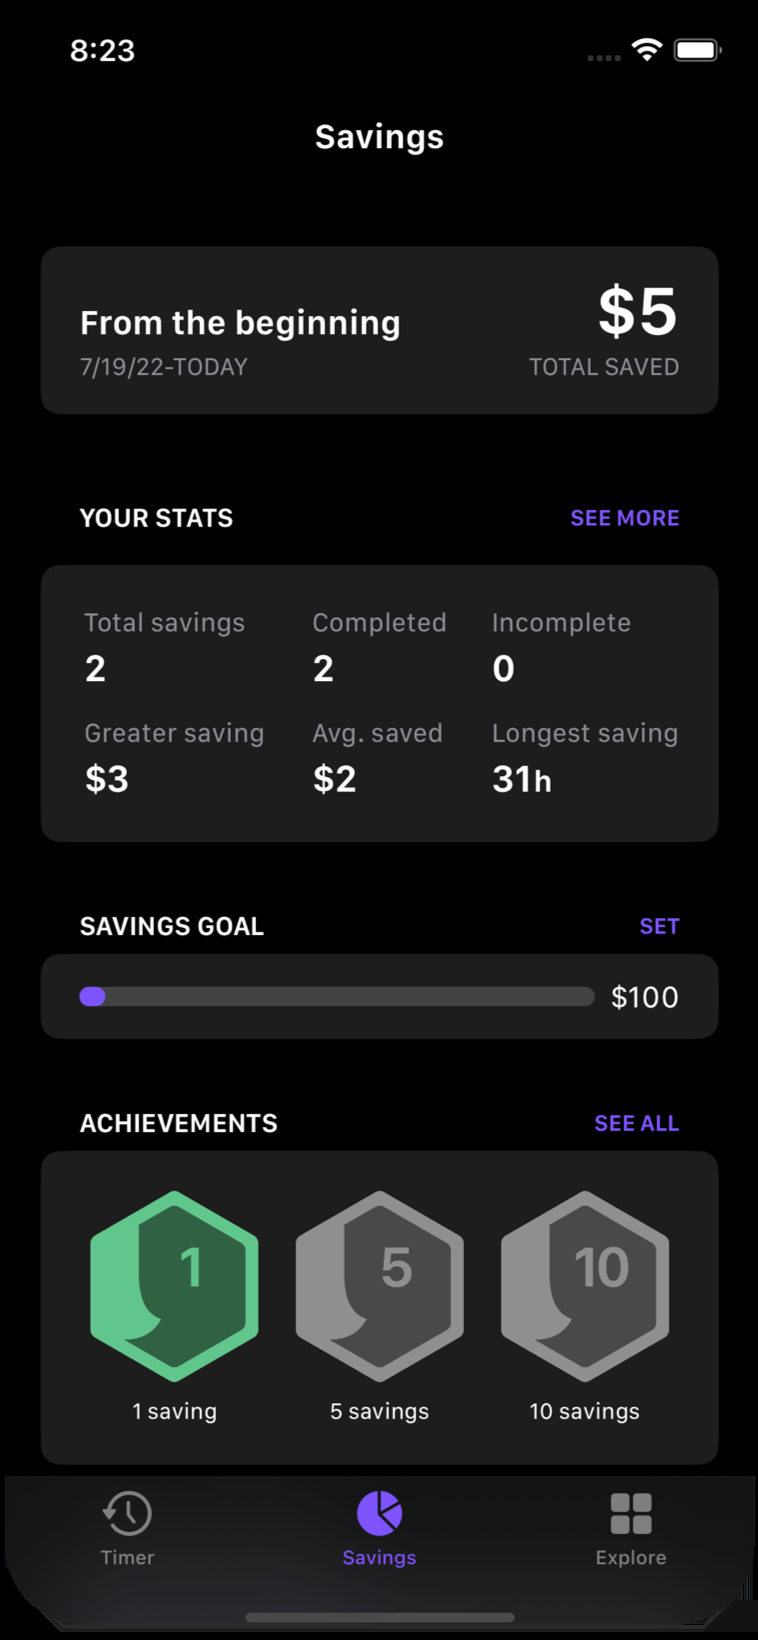 8:23
Savings
From the beginning
$5
7/19/22-TODAY
TOTAL SAVED
YOUR STATS
SEE MORE
Total savings
Completed
Incomplete
2
2
0
Greater saving
Avg. saved
Longest saving
$3
$2
31h
SAVINGS GOAL
SET
$100
ACHIEVEMENTS
SEE ALL
1
5
10
1 saving
5 savings
10 savings
Timer
Savings
Explore